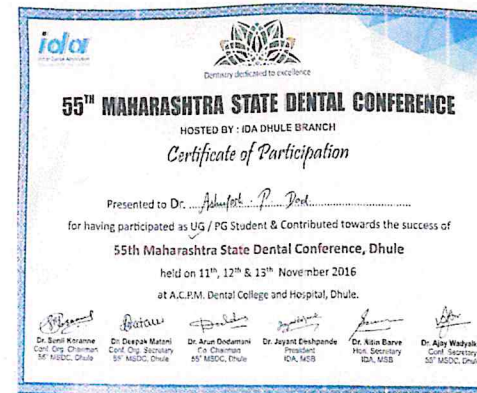 ida
Indian Dental Association
Dentistry dedicated to excellence
55TH MAHARASHTRA STATE DENTAL CONFERENCE
HOSTED BY : IDA DHULE BRANCH
Certificate of Participation
Presented to Dr. Ashutosh . P. Dod
for having participated as UG / PG Student & Contributed towards the success of
55th Maharashtra State Dental Conference, Dhule
held on 11th, 12th & 13th November 2016
at A.C.P.M. Dental College and Hospital, Dhule.
Dr. Sunil Koranne Dr. Deepak Matani Dr. Arun Dodamani Dr. Jayant Deshpande Dr. Nitin Barve Dr. Ajay Wadyalk
Conf. Org. Chairman Conf. Org. Secretary Co. Chairman President Hon. Secretary Conf. Secretary
55th MSDC, Dhule 55th MSDC, Dhule 55th MSDC, Dhule IDA, MSB IDA, MSB 55th MSDC, Dhule